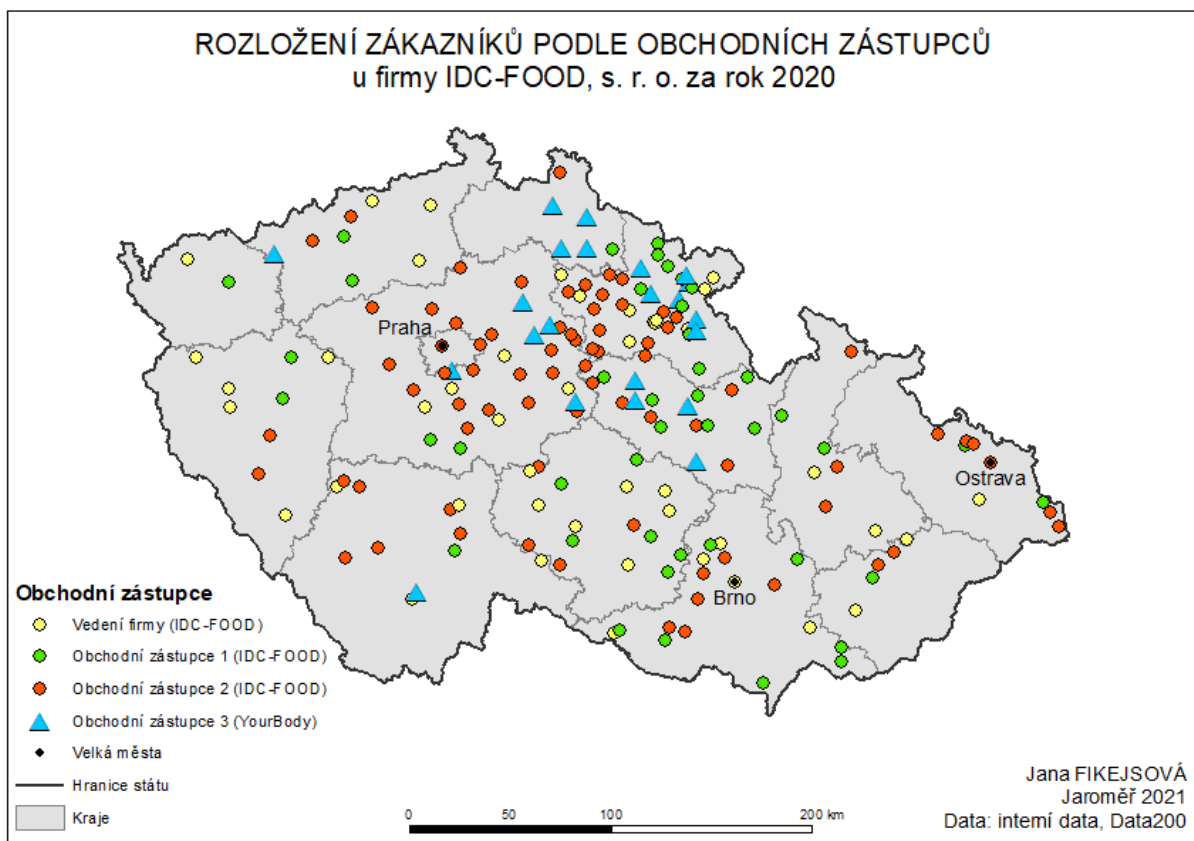 ROZLOŽENÍ ZÁKAZNÍKŮ PODLE OBCHODNÍCH ZÁSTUPCŮ
u firmy IDC-FOOD, s. r. o. za rok 2020
Praha
Ostrava
Brno
Obchodní zástupce
Vedení firmy (IDC-FOOD)
Obchodní zástupce 1 (IDC-FOOD)
Obchodní zástupce 2 (IDC-FOOD)
Obchodní zástupce 3 (YourBody)
Velká města
Hranice státu
Kraje
0 50 100 200 km
Jana FIKEJSOVÁ
Jaroměř 2021
Data: interní data, Data200